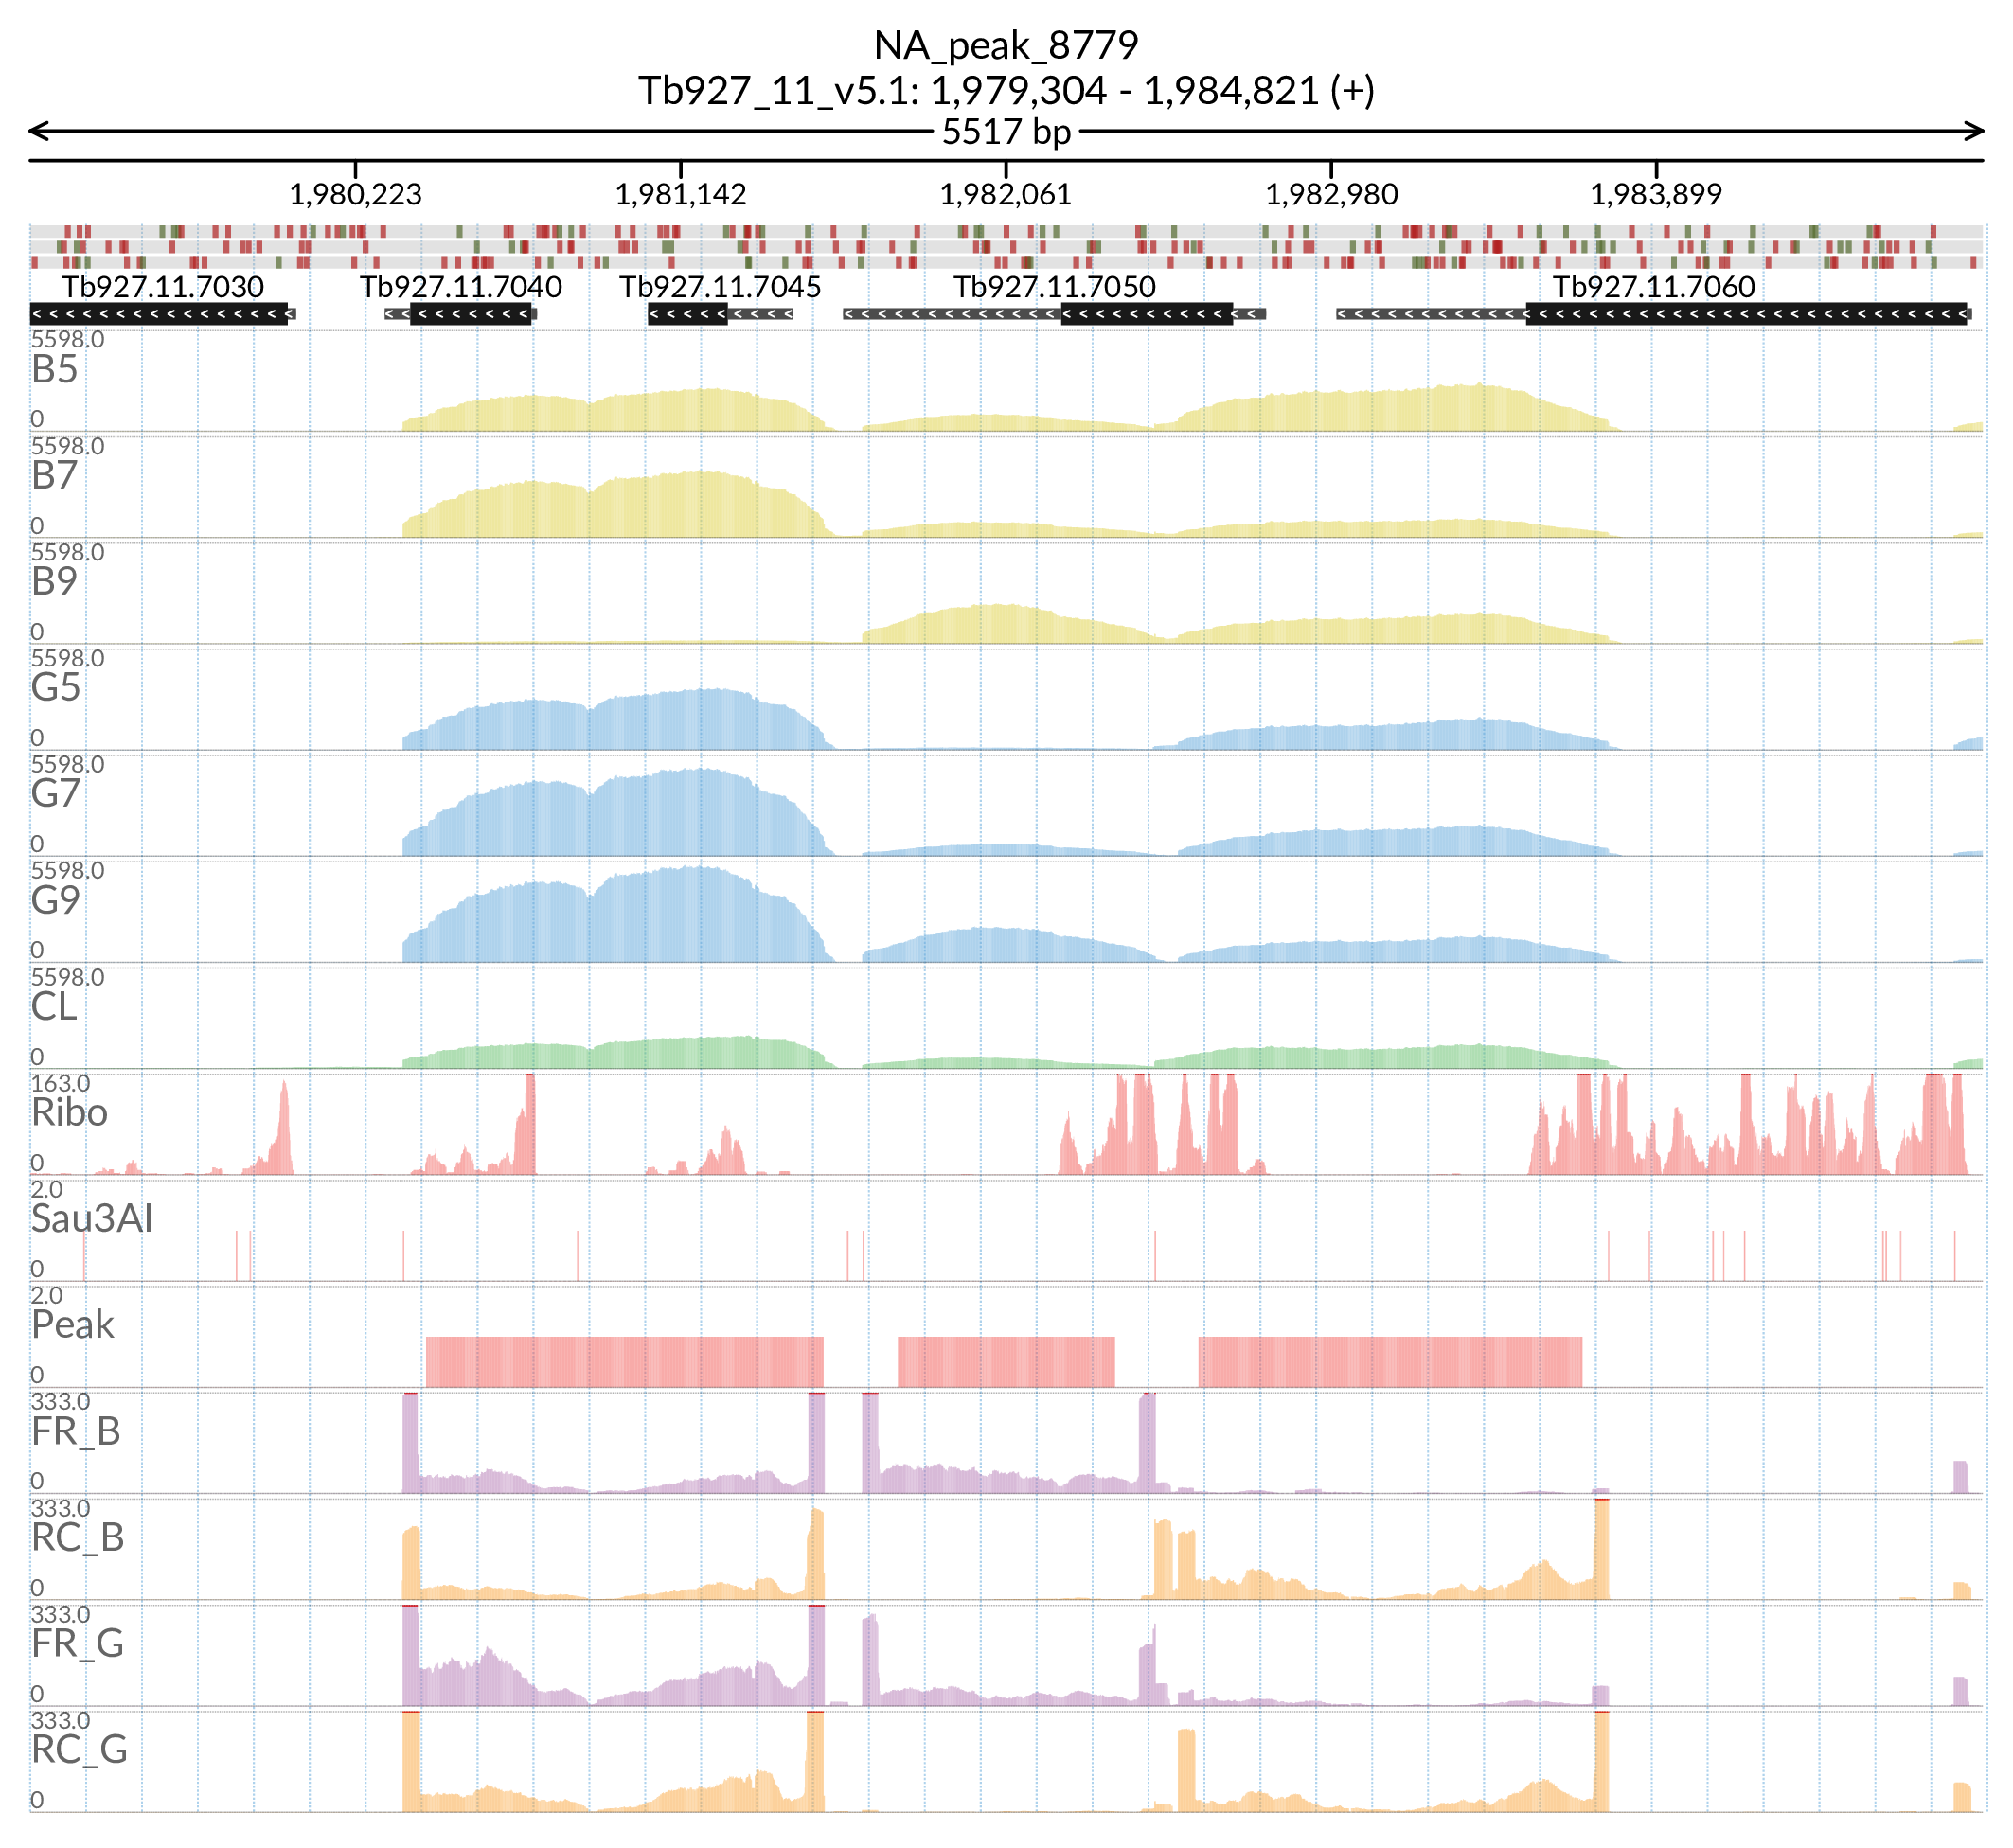 NA_peak_8779
Tb927_11_v5.1: 1,979,304 - 1,984,821 (+)
5517 bp
1,980,223 1,981,142 1,982,061 1,982,980 1,983,899
Tb927.11.7030 Tb927.11.7040 Tb927.11.7045 Tb927.11.7050 Tb927.11.7060
5598.0
B5
0
5598.0
B7
0
5598.0
B9
0
5598.0
G5
0
5598.0
G7
0
5598.0
G9
0
5598.0
CL
0
163.0
Ribo
0
2.0
Sau3AI
0
2.0
Peak
0
333.0
FR_B
0
333.0
RC_B
0
333.0
FR_G
0
333.0
RC_G
0